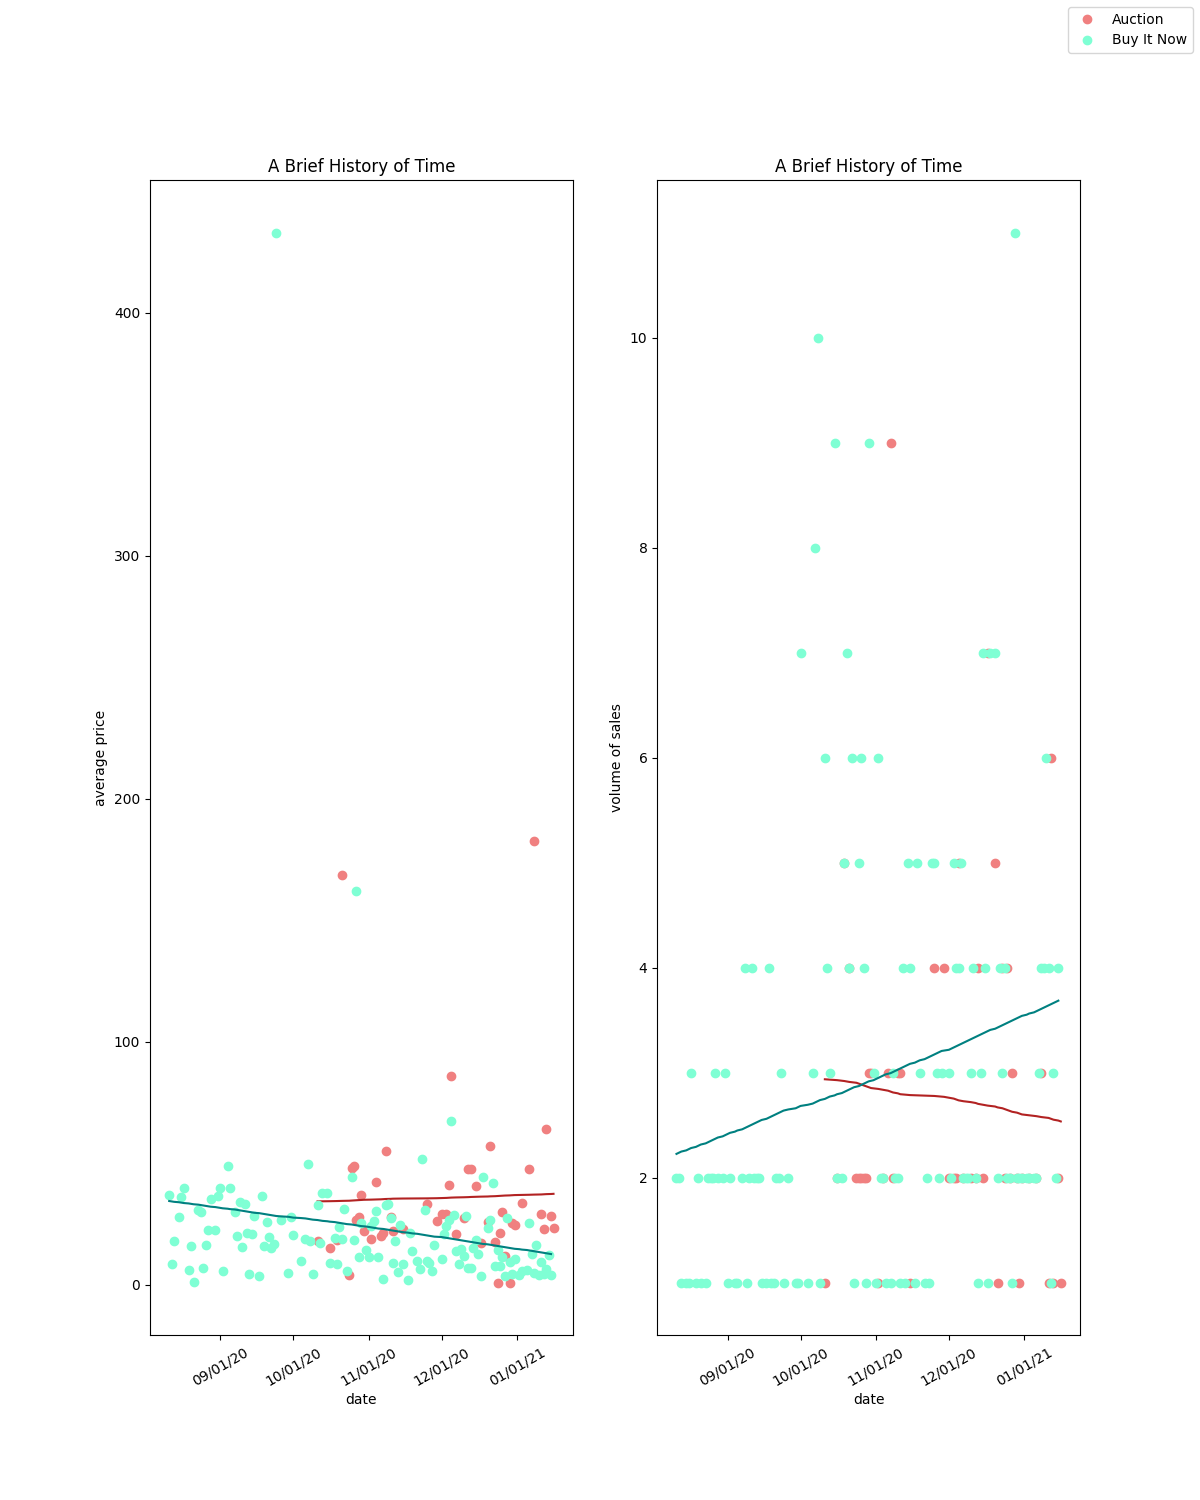 Auction
Buy It Now
A Brief History of Time
average price
400
300
200
100
0
09/01/20
10/01/20
11/01/20
12/01/20
01/01/21
date
A Brief History of Time
volume of sales
10
8
6
4
2
09/01/20
10/01/20
11/01/20
12/01/20
01/01/21
date